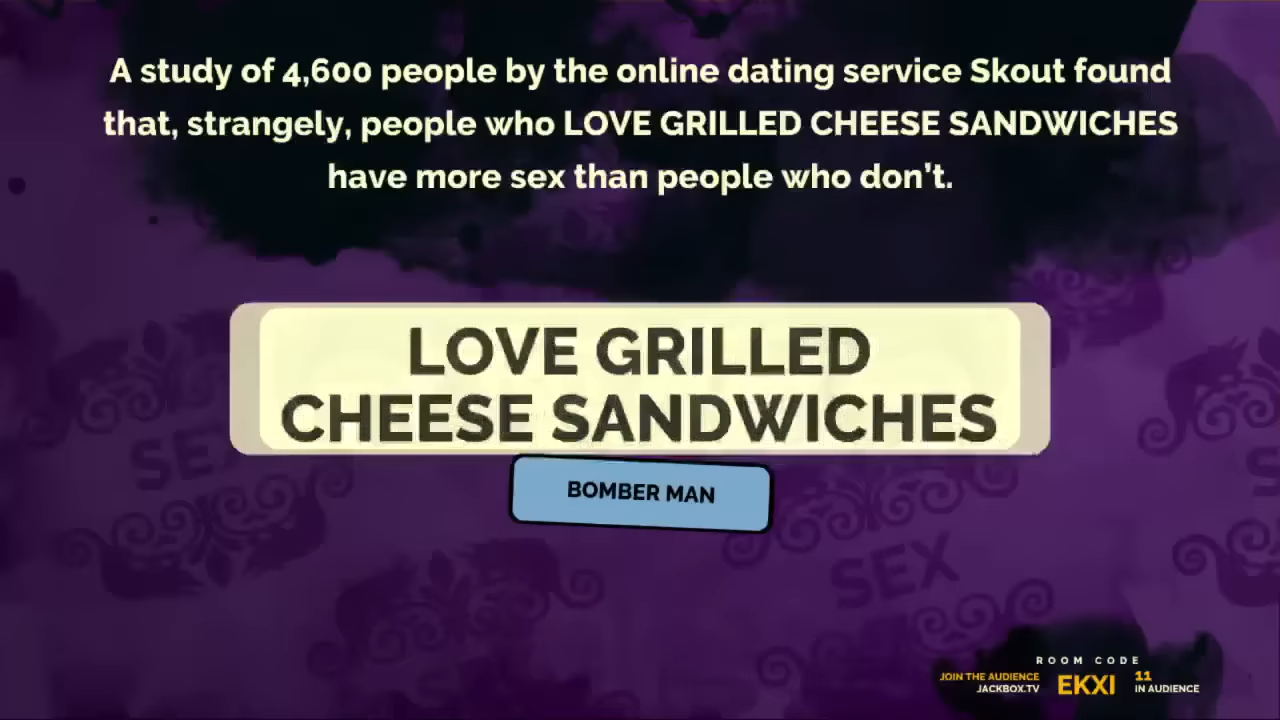 A study of 4,600 people by the online dating service Skout found
that, strangely, people who LOVE GRILLED CHEESE SANDWICHES
have more sex than people who don't.
LOVE GRILLED
CHEESE SANDWICHES
BOMBER MAN
SEX
SEX
ROOM CODE
JOIN THE AUDIENCE
JACKBOX.TV
EKXI
11
IN AUDIENCE